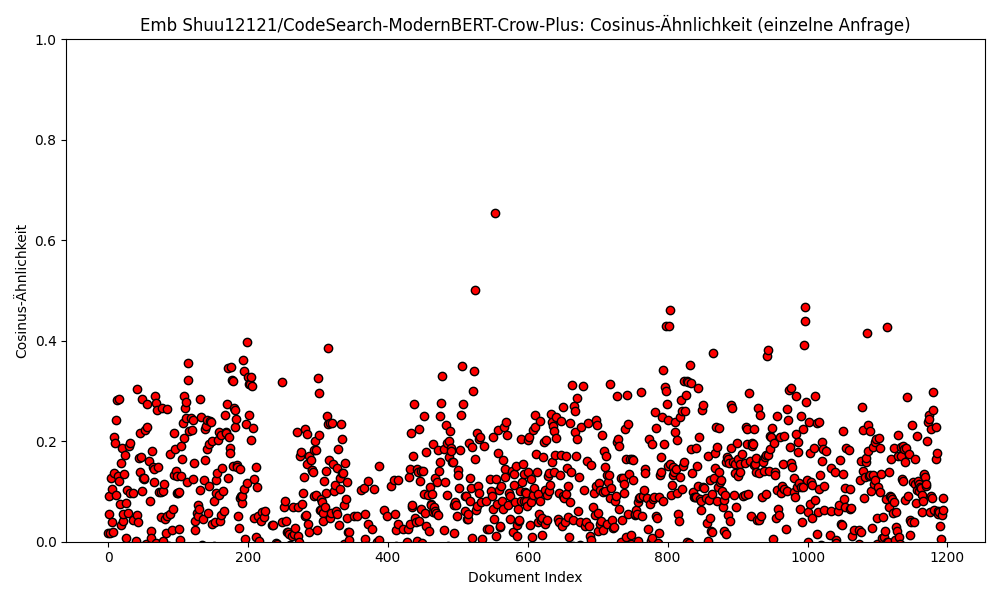 Emb Shuu12121/CodeSearch-ModernBERT-Crow-Plus: Cosinus-Ähnlichkeit (einzelne Anfrage)
1.0
0.8
0.6
0.4
0.2
0.0
Cosinus-Ähnlichkeit
0 200 400 600 800 1000 1200
Dokument Index